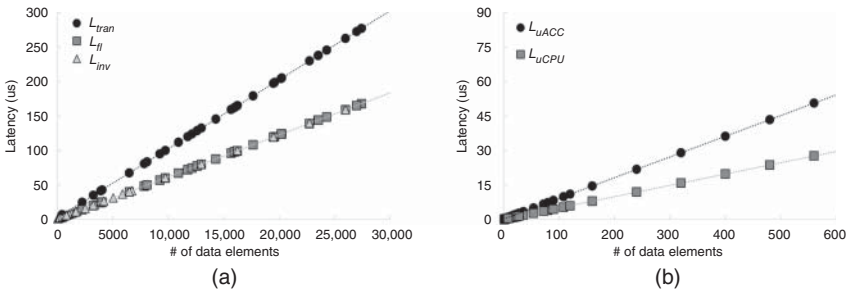 300
250
200
150
100
50
0
Latency (us)
L_tran
L_fl
L_inv
0 5000 10,000 15,000 20,000 25,000 30,000
# of data elements
(a)
90
75
60
45
30
15
0
Latency (us)
L_uACC
L_uCPU
0 100 200 300 400 500 600
# of data elements
(b)